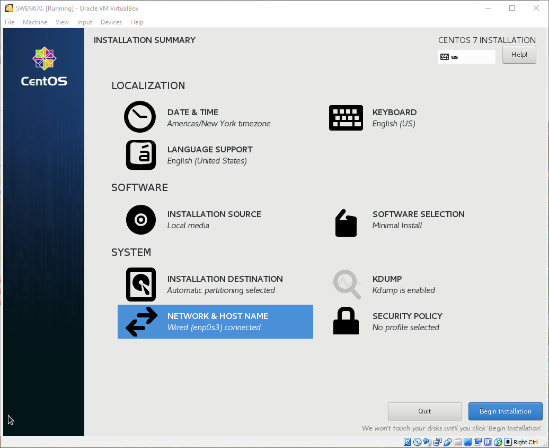 SWEN670. [Running] - Oracle VM VirtualBox
File Machine View Input Devices Help
INSTALLATION SUMMARY
CENTOS 7 INSTALLATION
us
Help!
CentOS
LOCALIZATION
DATE & TIME
Americas/New York timezone
KEYBOARD
English (US)
LANGUAGE SUPPORT
English (United States)
SOFTWARE
INSTALLATION SOURCE
Local media
SOFTWARE SELECTION
Minimal Install
SYSTEM
INSTALLATION DESTINATION
Automatic partitioning selected
KDUMP
Kdump is enabled
NETWORK & HOST NAME
Wired (enp0s3) connected
SECURITY POLICY
No profile selected
Quit
Begin Installation
We won't touch your disks until you click 'Begin Installation'.
Right Ctrl